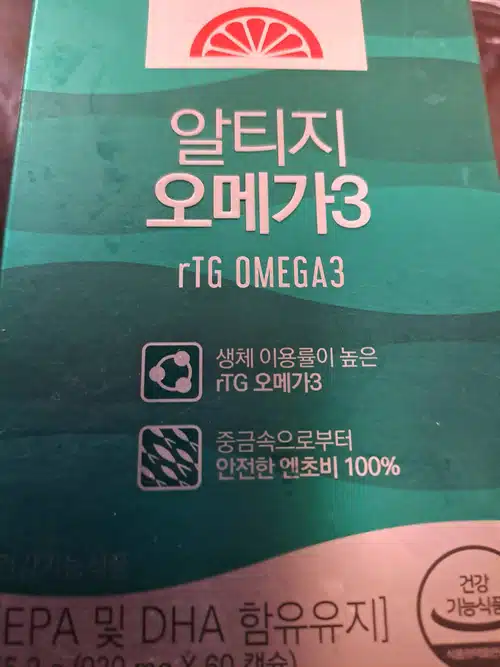 알티지
오메가3
rTG OMEGA3
생체 이용률이 높은
rTG 오메가3
중금속으로부터
안전한 엔초비 100%
건강
기능식품
EPA 및 DHA 함유유지]